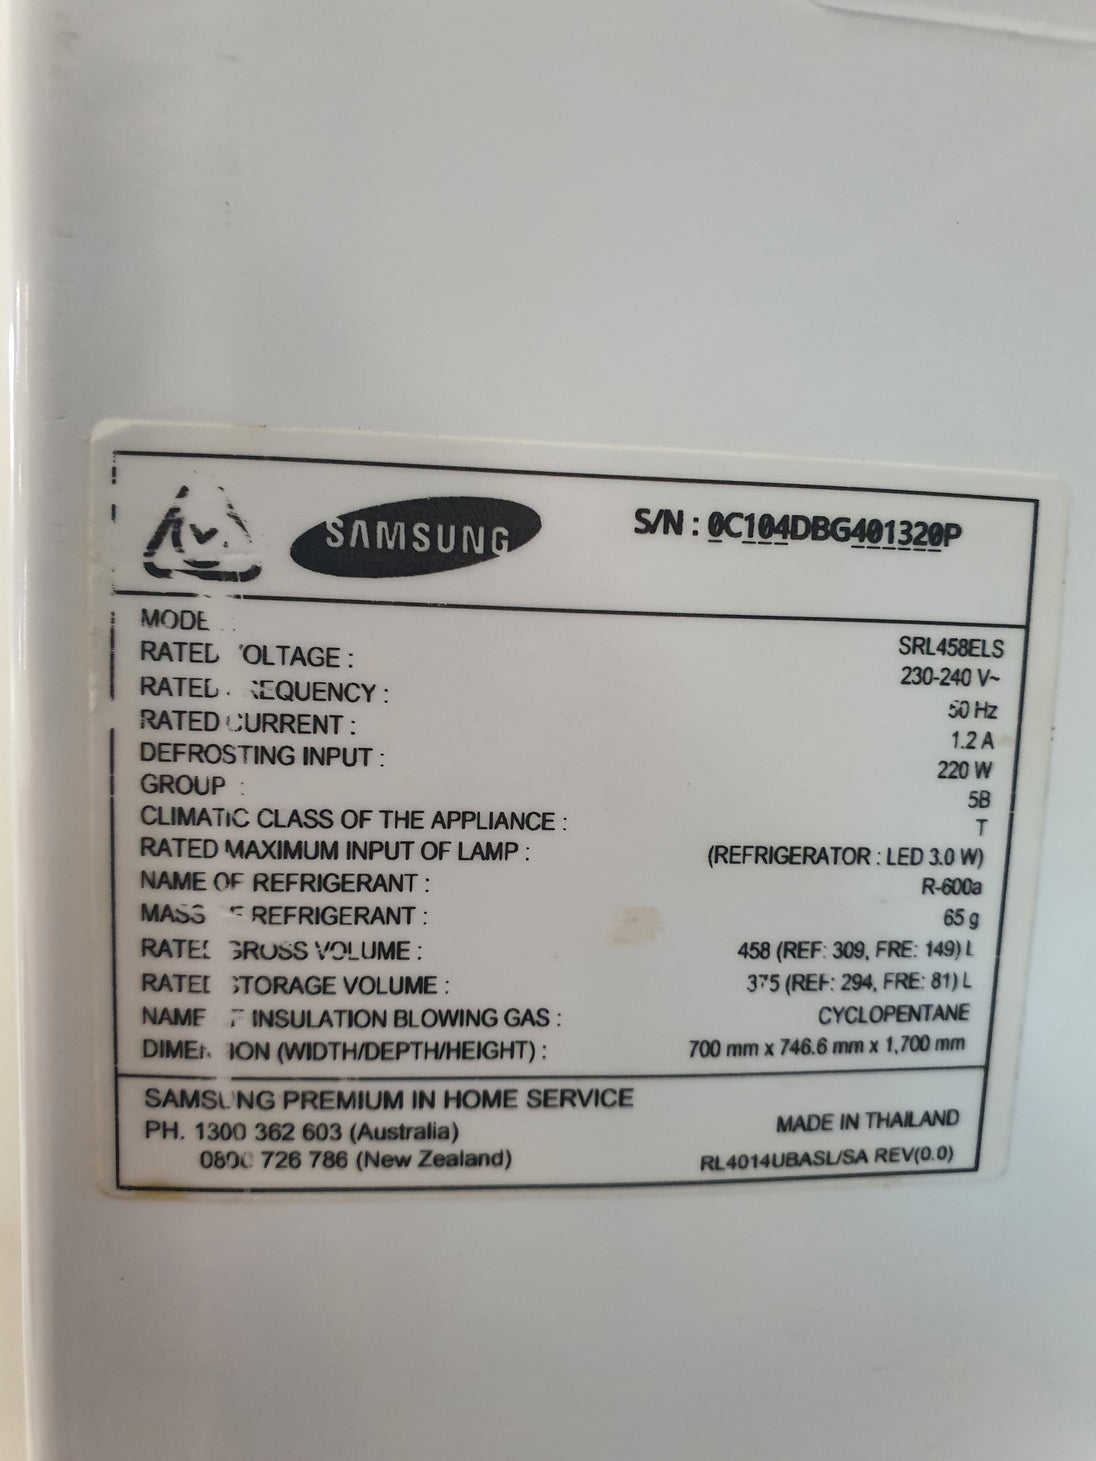 SAMSUNG
S/N : 0C104DBG401320P
MODE :
SRL458ELS
RATED VOLTAGE :
230-240 V~
RATED FREQUENCY :
50 Hz
RATED CURRENT :
1.2 A
DEFROSTING INPUT :
220 W
GROUP :
5B
CLIMATIC CLASS OF THE APPLIANCE :
T
RATED MAXIMUM INPUT OF LAMP :
(REFRIGERATOR : LED 3.0 W)
NAME OF REFRIGERANT :
R-600a
MASS OF REFRIGERANT :
65 g
RATED GROSS VOLUME :
458 (REF: 309, FRE: 149) L
RATED STORAGE VOLUME :
375 (REF: 294, FRE: 81) L
NAME OF INSULATION BLOWING GAS :
CYCLOPENTANE
DIMENSION (WIDTH/DEPTH/HEIGHT) :
700 mm x 746.6 mm x 1,700 mm
SAMSUNG PREMIUM IN HOME SERVICE
PH. 1300 362 603 (Australia)
0800 726 786 (New Zealand)
MADE IN THAILAND
RL4014UBASL/SA REV(0.0)